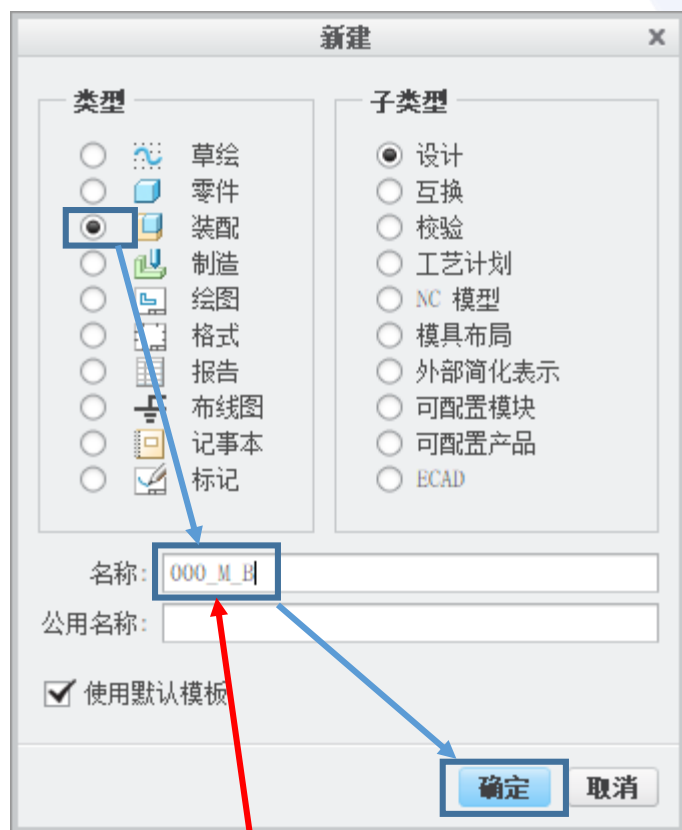 新建
类型
草绘
零件
装配
制造
绘图
格式
报告
布线图
记事本
标记
子类型
设计
互换
校验
工艺计划
NC 模型
模具布局
外部简化表示
可配置模块
可配置产品
ECAD
名称: 000_M_B
公用名称:
使用默认模板
确定 取消